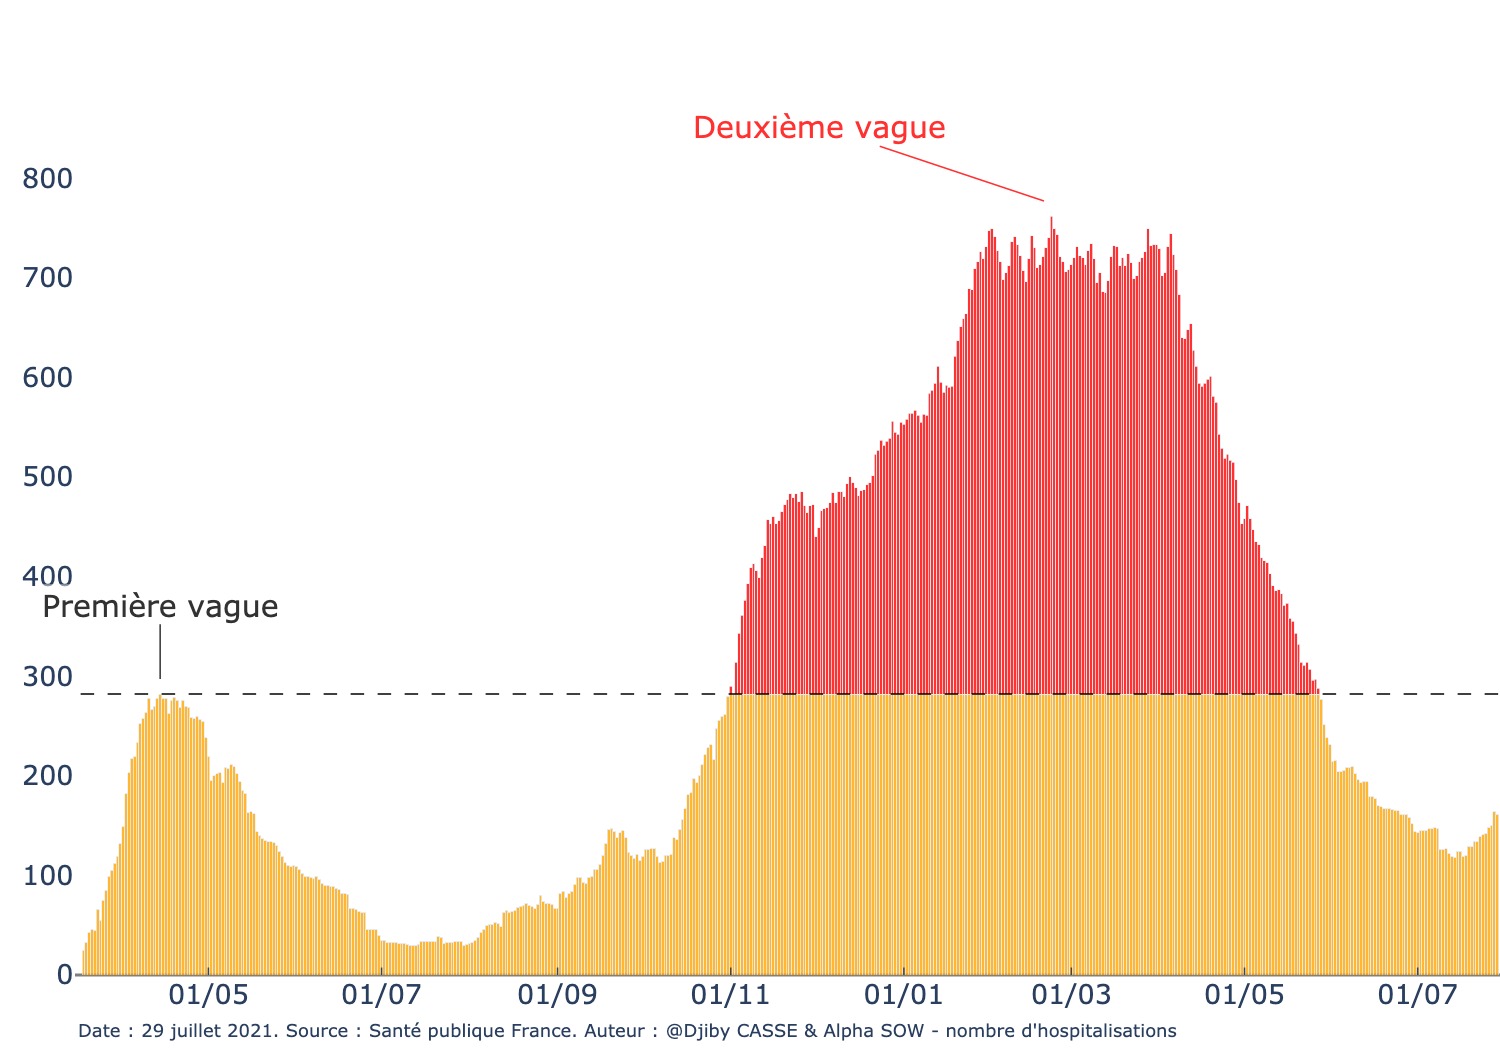 Deuxième vague
800
700
600
500
400
Première vague
300
200
100
0
01/05 01/07 01/09 01/11 01/01 01/03 01/05 01/07
Date : 29 juillet 2021. Source : Santé publique France. Auteur : @Djiby CASSE & Alpha SOW - nombre d'hospitalisations